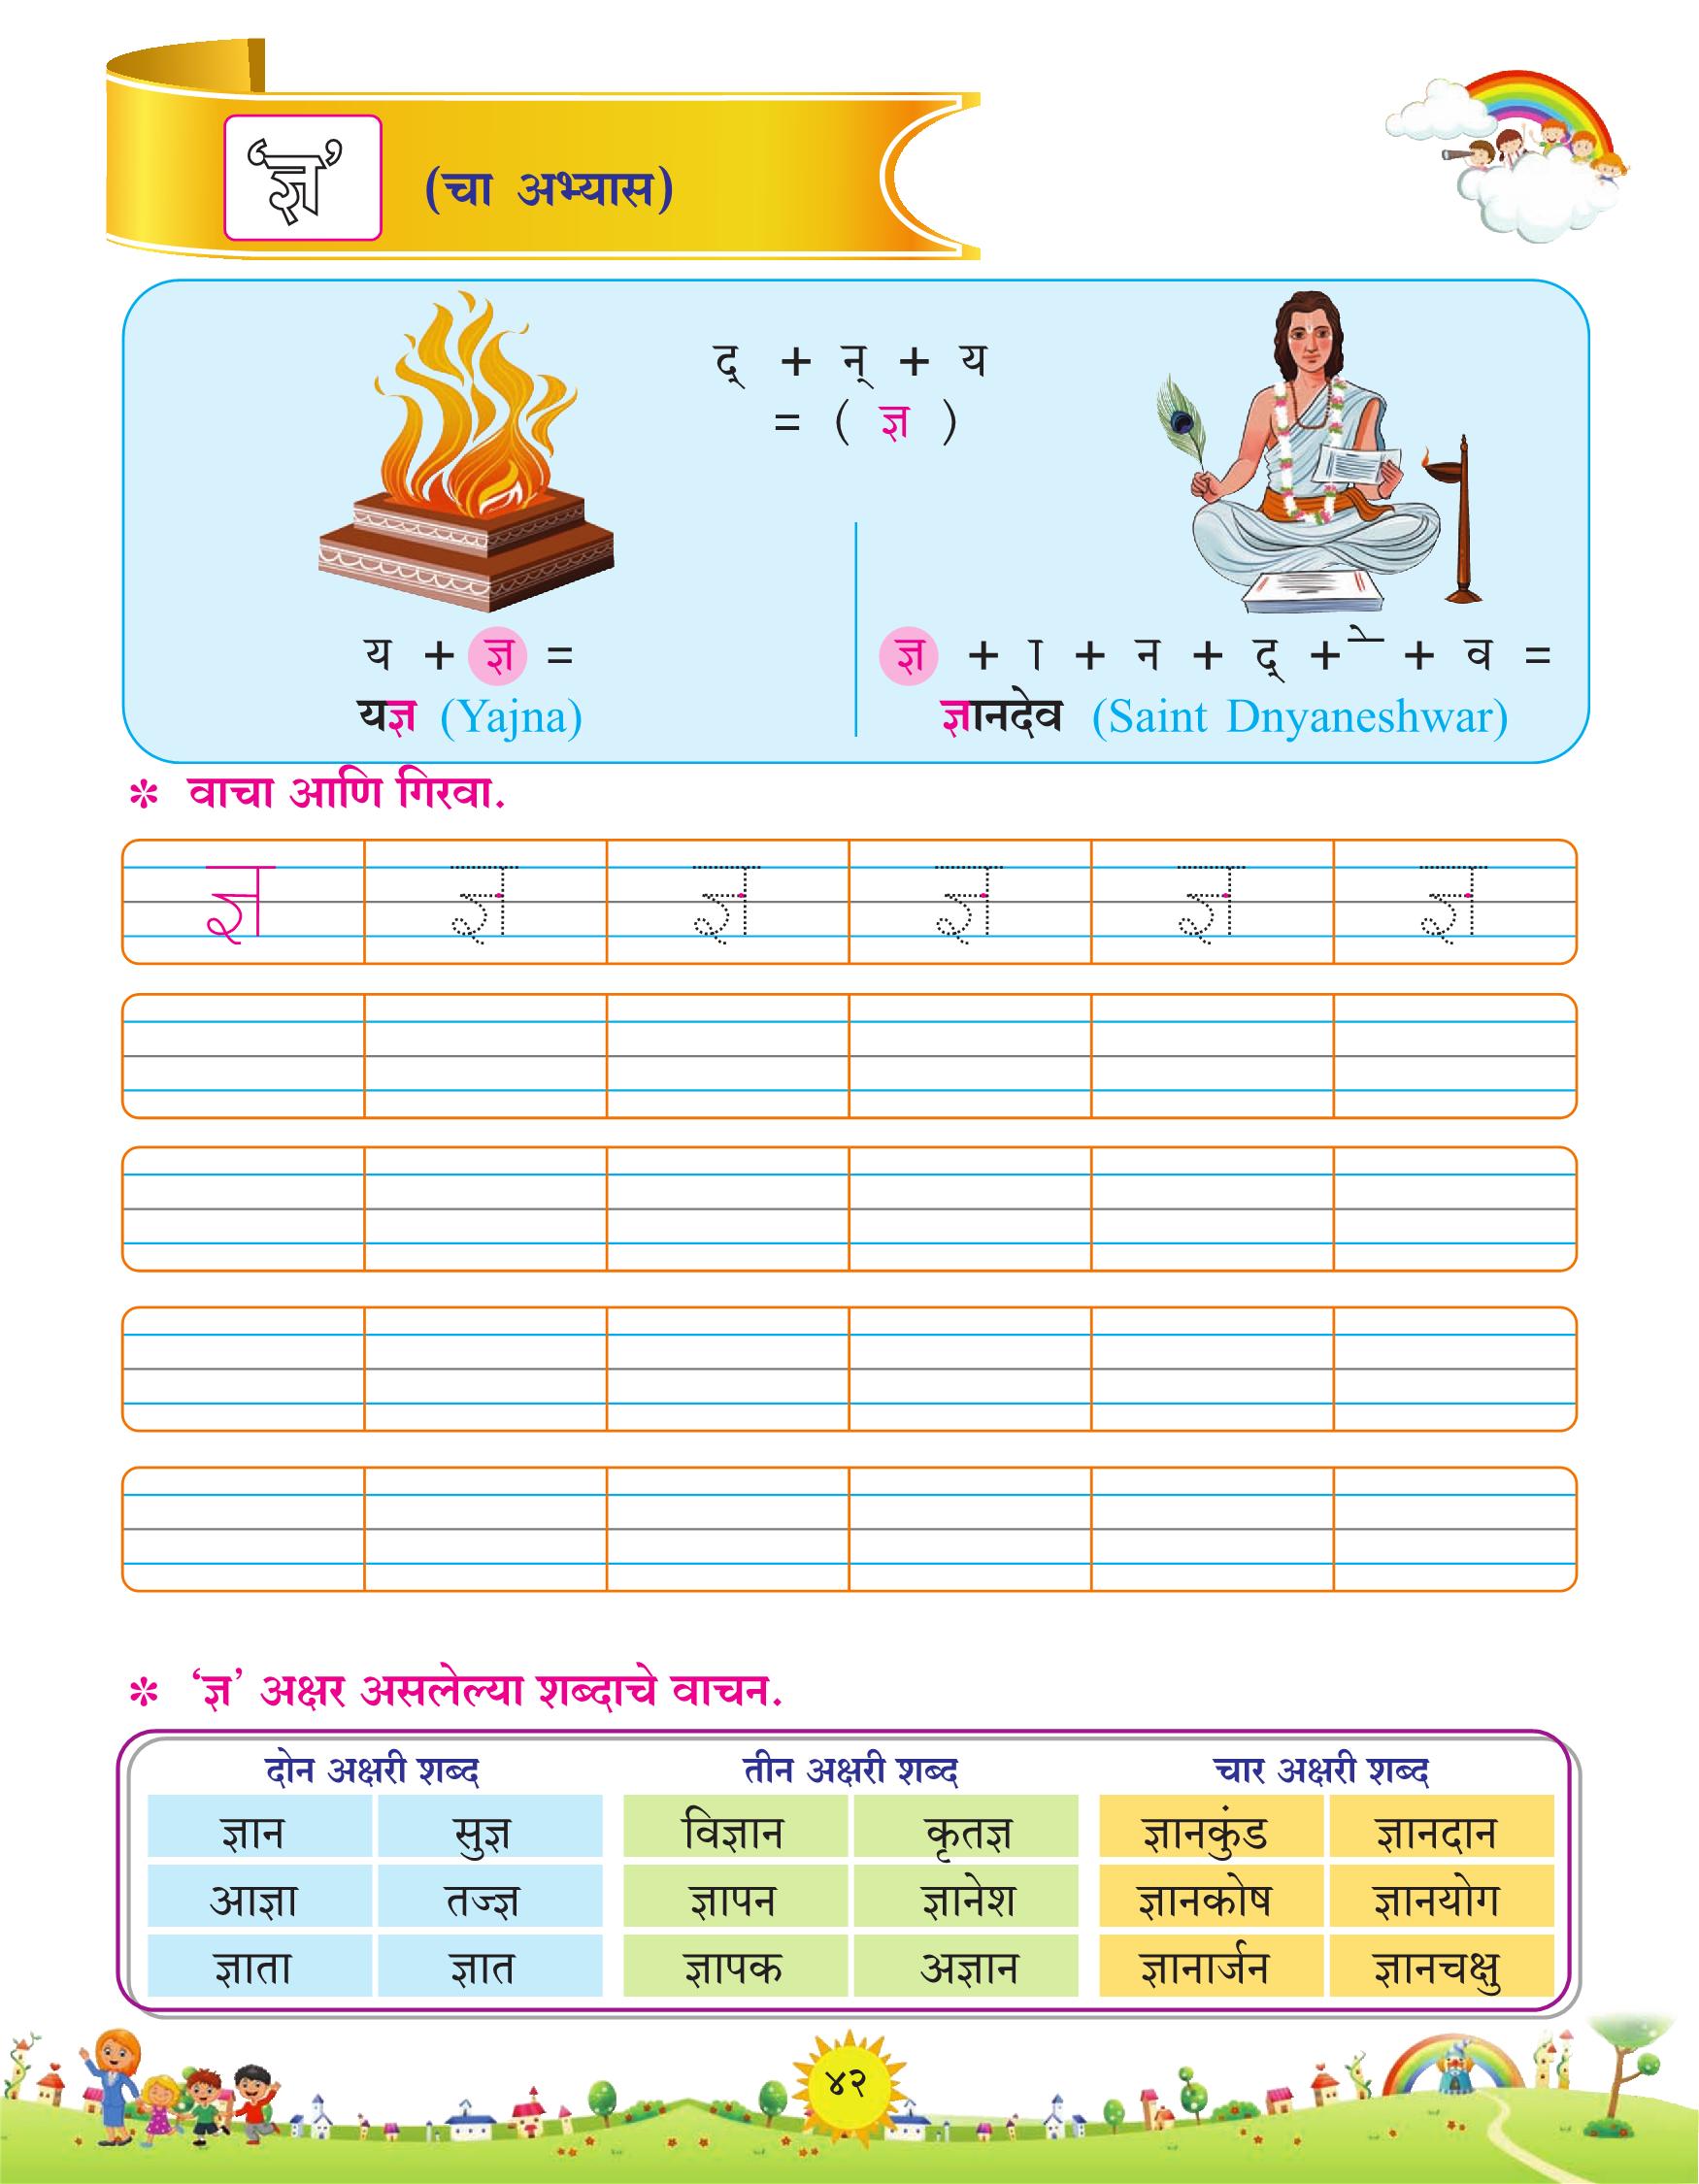 ‘ज्ञ’ (चा अभ्यास)
द् + न् + य
= ( ज्ञ )
य + ज्ञ =
यज्ञ (Yajna)
ज्ञ + ा + न + द् + े + व =
ज्ञानदेव (Saint Dnyaneshwar)
* वाचा आणि गिरवा.
ज्ञ ज्ञ ज्ञ ज्ञ ज्ञ ज्ञ
* ‘ज्ञ’ अक्षर असलेल्या शब्दाचे वाचन.
दोन अक्षरी शब्द तीन अक्षरी शब्द चार अक्षरी शब्द
ज्ञान सुज्ञ विज्ञान कृतज्ञ ज्ञानकुंड ज्ञानदान
आज्ञा तज्ज्ञ ज्ञापन ज्ञानेश ज्ञानकोष ज्ञानयोग
ज्ञाता ज्ञात ज्ञापक अज्ञान ज्ञानार्जन ज्ञानचक्षु
४२